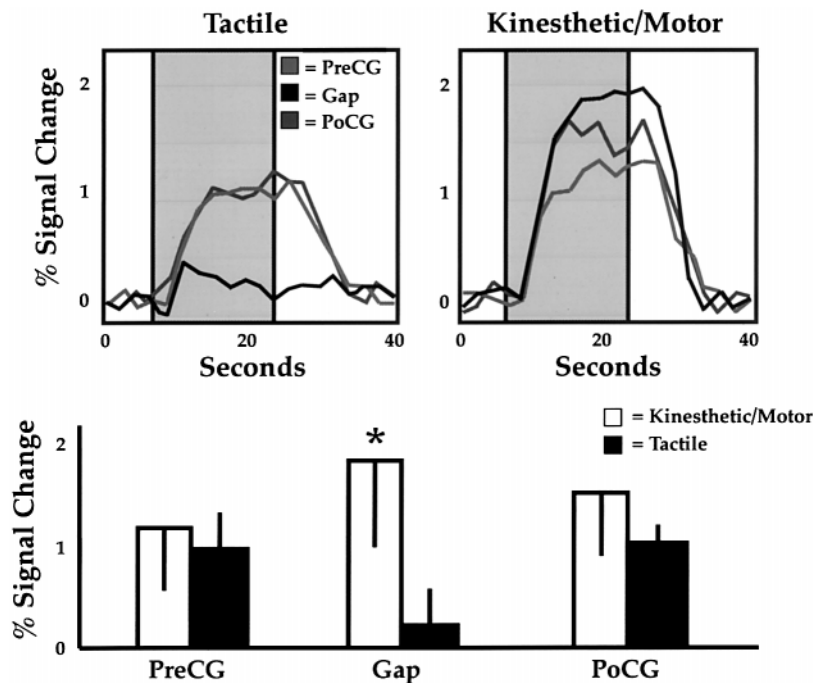 Tactile
Kinesthetic/Motor
% Signal Change
2
1
0
= PreCG
= Gap
= PoCG
0
20
40
Seconds
2
1
0
0
20
40
Seconds
= Kinesthetic/Motor
= Tactile
% Signal Change
2
1
0
*
PreCG
Gap
PoCG